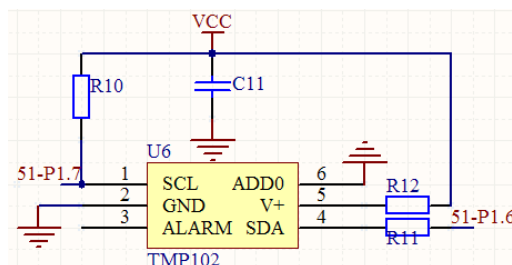 VCC
R10
C11
U6
51-P1.7
1
SCL
ADD0
6
2
GND
V+
5
R12
3
ALARM
SDA
4
R11
51-P1.6
TMP102